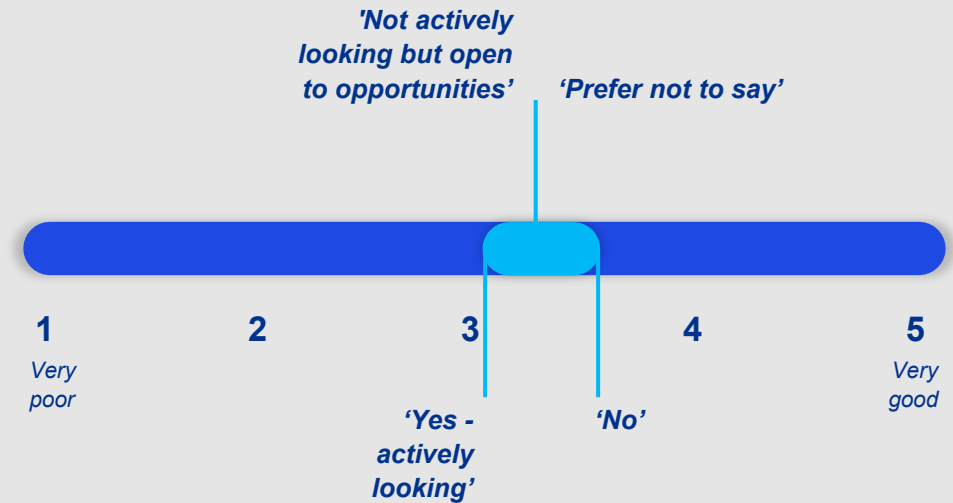 'Not actively
looking but open
to opportunities’
‘Prefer not to say’
1
2
3
4
5
Very
poor
Very
good
‘Yes -
actively
looking’
‘No’